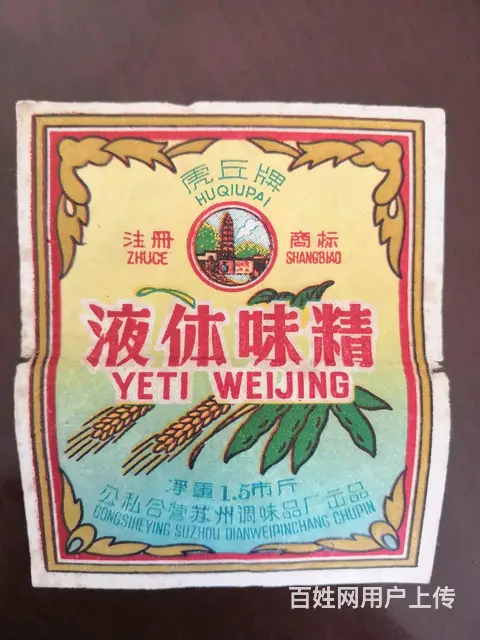 虎丘牌
HUQIUPAI
注册 商标
ZHUCE SHANGBIAO
液体味精
YETI WEIJING
淨重1.5市斤
公私合营苏州调味品厂出品
GONGSIHEYING SUZHOU DIANWEIPINCHANG CHUPIN
百姓网用户上传